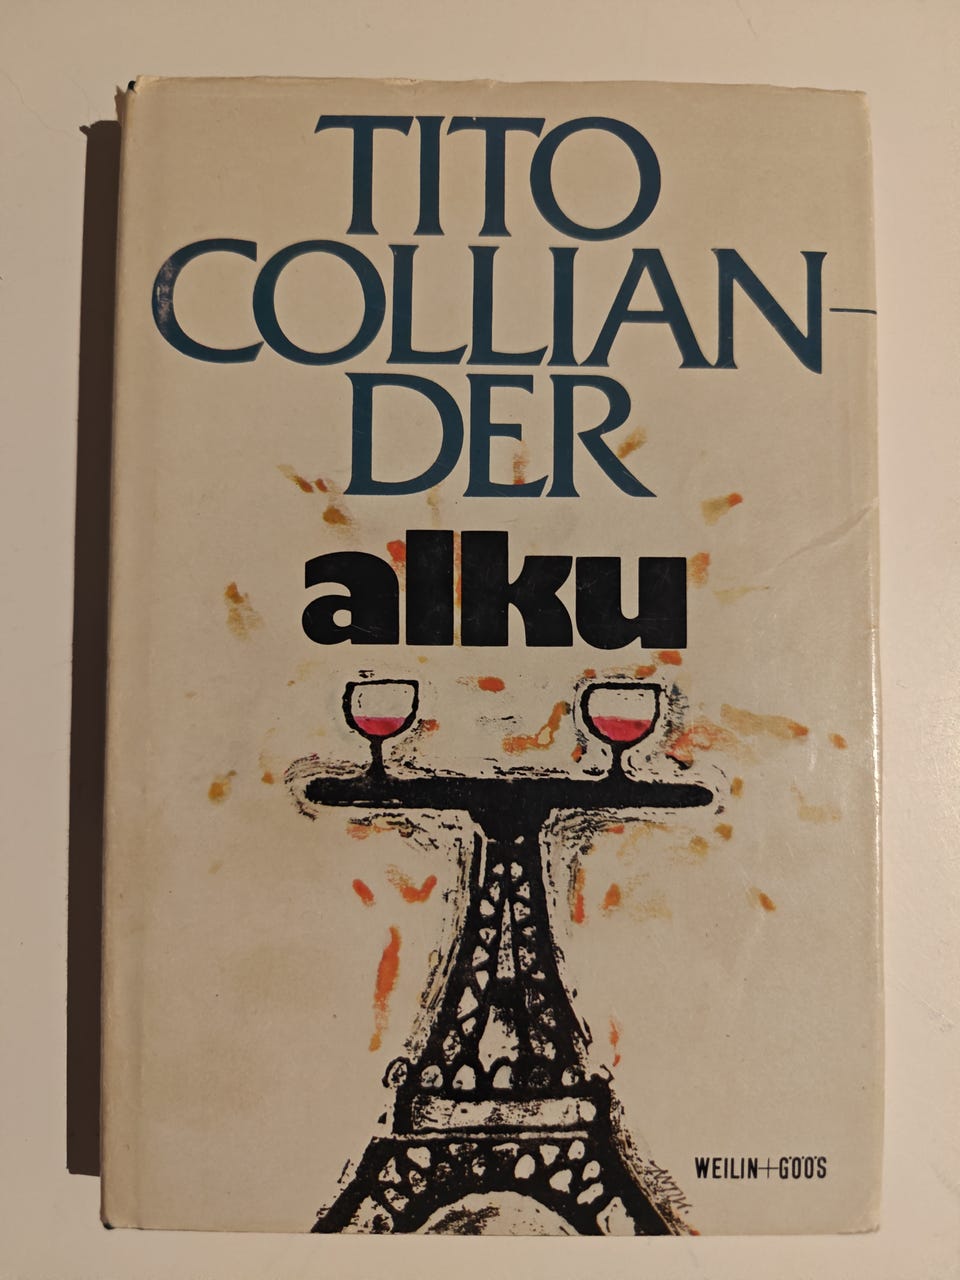 TITO
COLLIAN-
DER
alku
WEILIN+GÖÖS